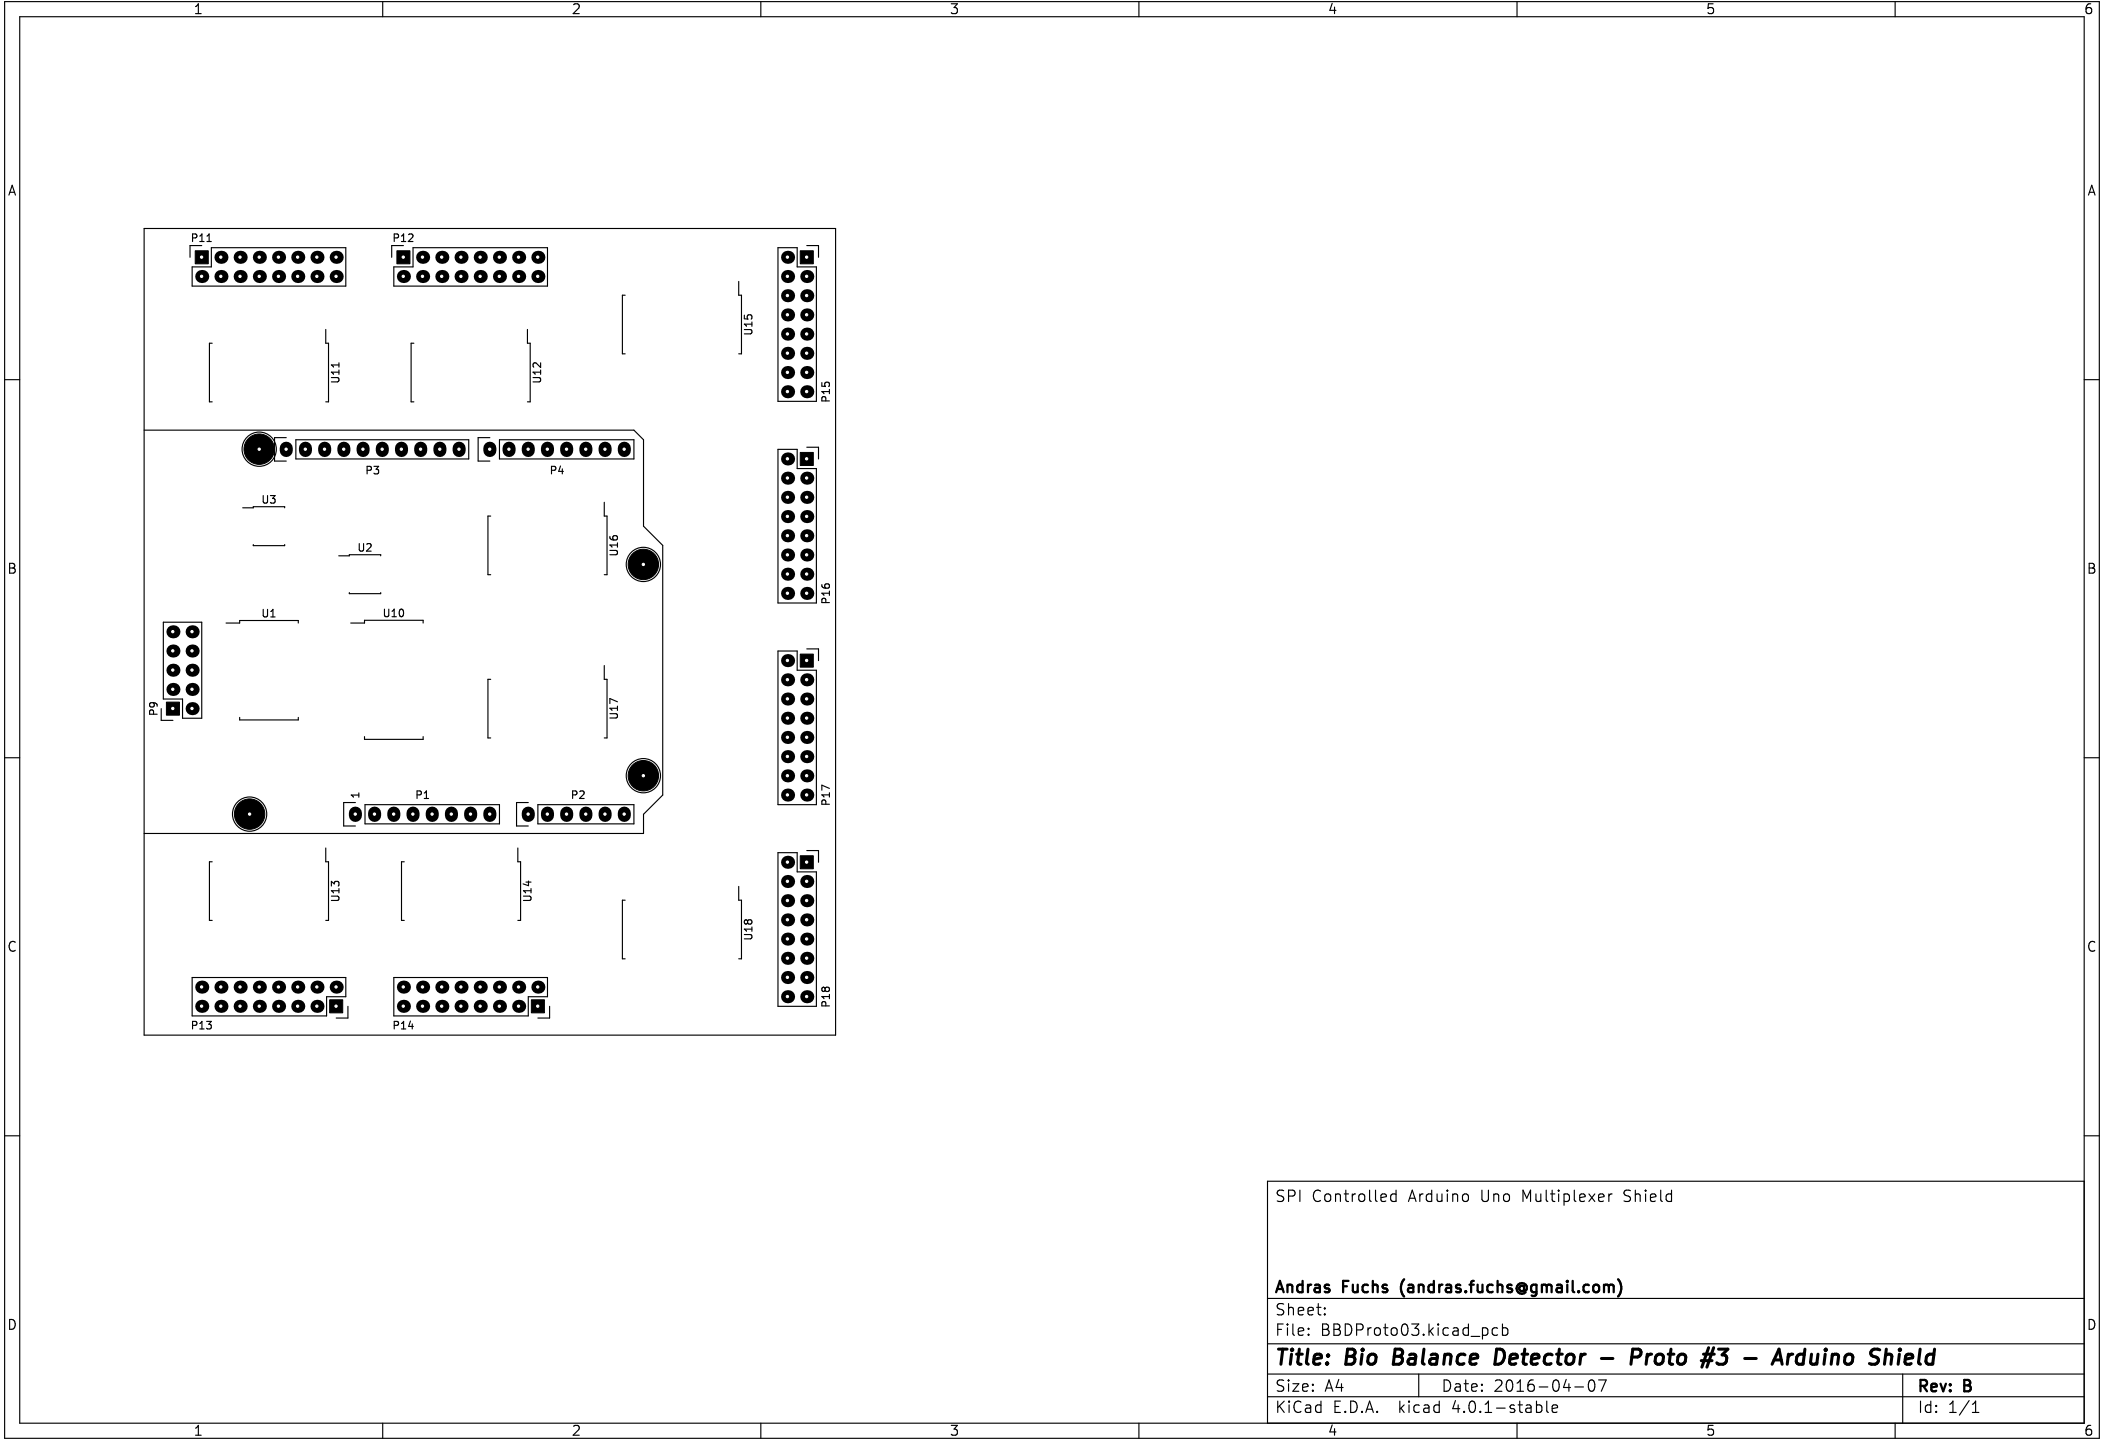 1 2 3 4 5 6
A A
P11 P12
U15
U11 U12
P15
P3 P4
U3
U2
U16
B B
P16
U1 U10
P9
U17
1 P1 P2
P17
U13 U14
U18
C C
P18
P13 P14
SPI Controlled Arduino Uno Multiplexer Shield
Andras Fuchs (andras.fuchs@gmail.com)
Sheet:
D D
File: BBDProto03.kicad_pcb
Title: Bio Balance Detector – Proto #3 – Arduino Shield
Size: A4 Date: 2016–04–07 Rev: B
KiCad E.D.A. kicad 4.0.1–stable Id: 1/1
1 2 3 4 5 6